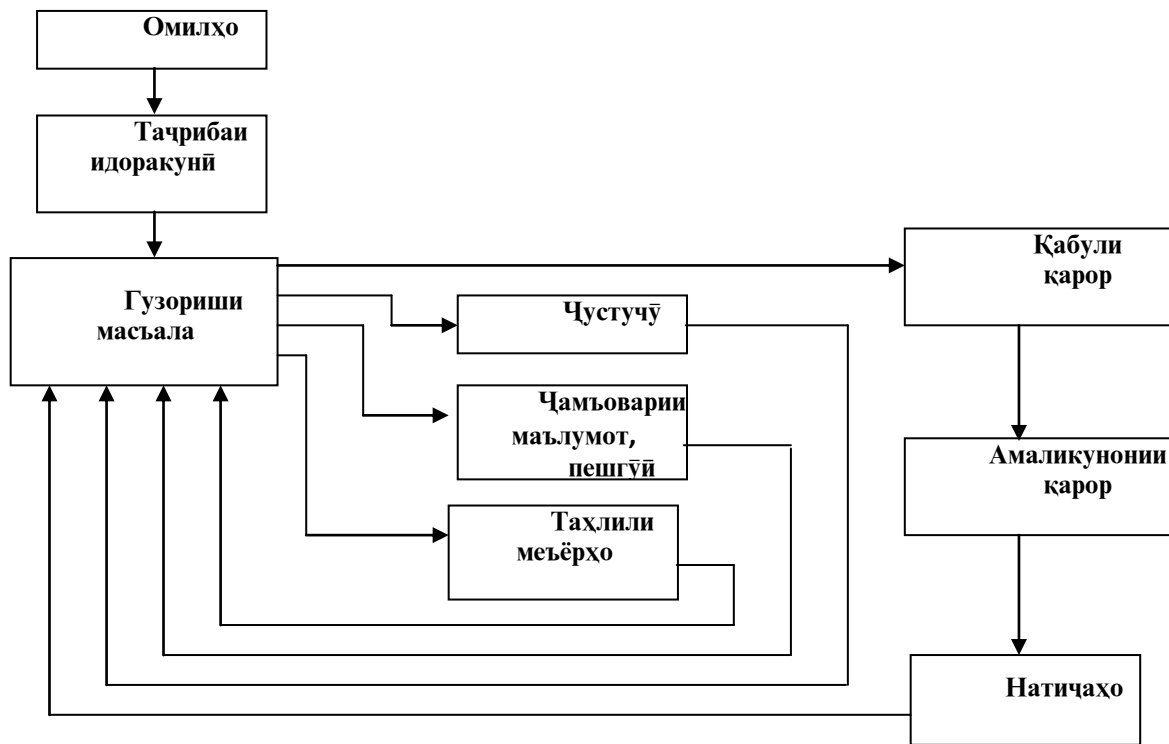 Омилҳо
Таҷрибаи
идоракунӣ
Гузориши
масъала
Ҷустуҷӯ
Ҷамъоварии
маълумот,
пешгӯӣ
Таҳлили
меъёрҳо
Қабули
қарор
Амаликунонии
қарор
Натиҷаҳо